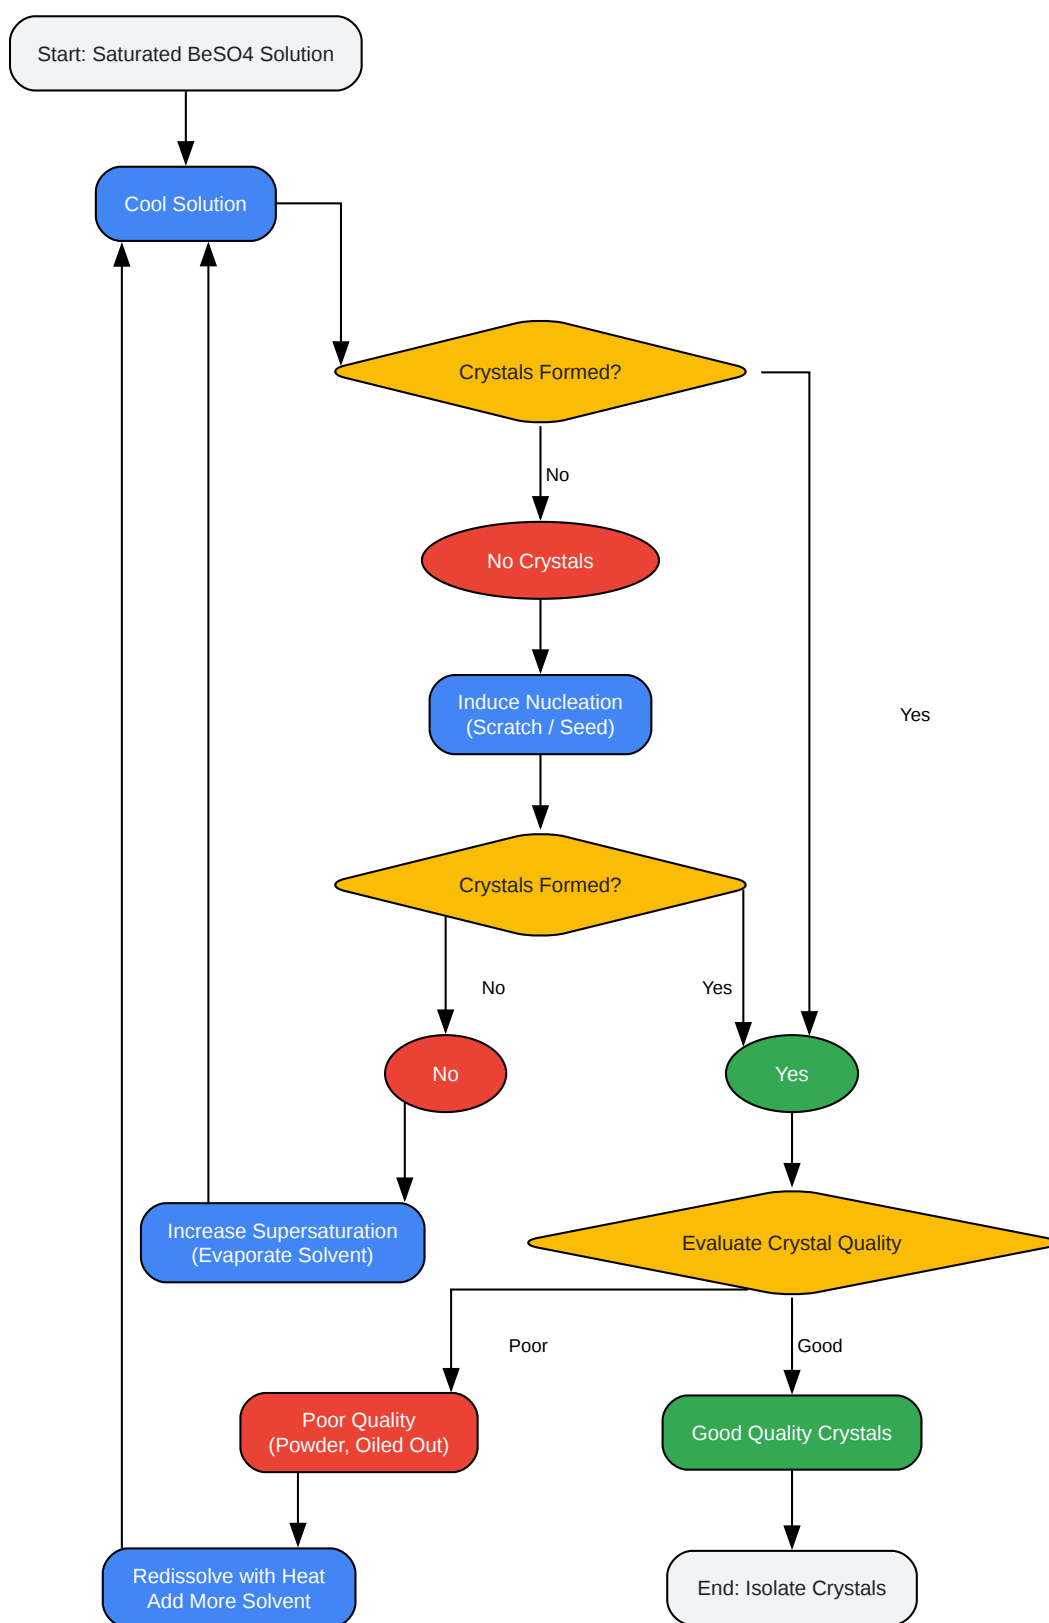 Start: Saturated BeSO4 Solution
Cool Solution
Crystals Formed?
No
No Crystals
Induce Nucleation
(Scratch / Seed)
Yes
Crystals Formed?
No
Yes
No
Yes
Increase Supersaturation
(Evaporate Solvent)
Evaluate Crystal Quality
Poor
Good
Poor Quality
(Powder, Oiled Out)
Good Quality Crystals
Redissolve with Heat
Add More Solvent
End: Isolate Crystals